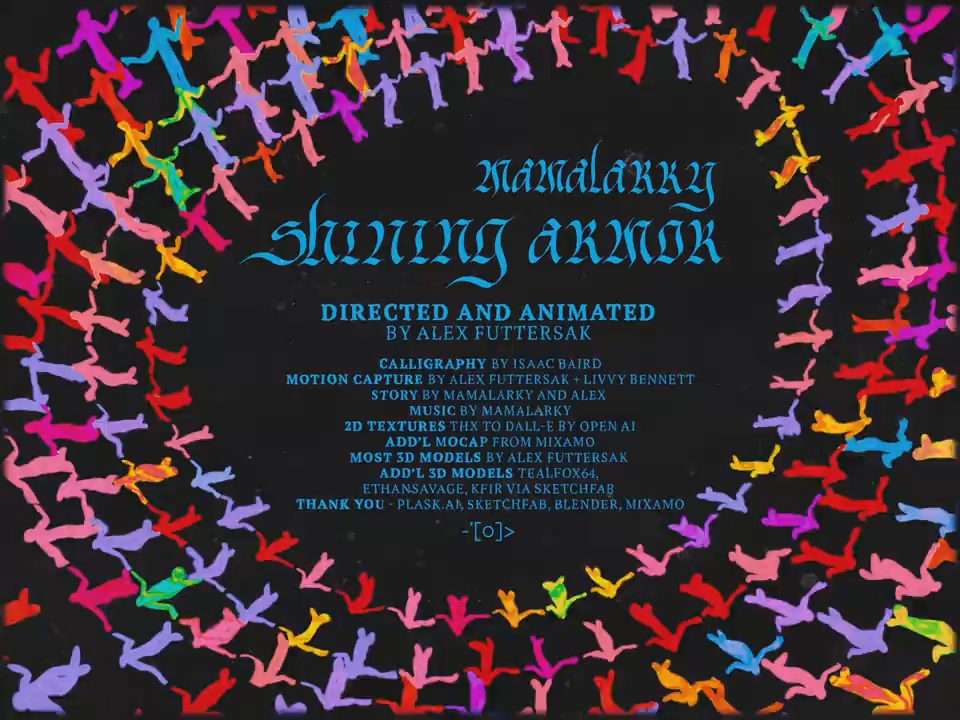 mamalarky
shining armor
DIRECTED AND ANIMATED
BY ALEX FUTTERSAK
CALLIGRAPHY BY ISAAC BAIRD
MOTION CAPTURE BY ALEX FUTTERSAK + LIVVY BENNETT
STORY BY MAMALARKY AND ALEX
MUSIC BY MAMALARKY
2D TEXTURES THX TO DALL-E BY OPEN AI
ADD'L MOCAP FROM MIXAMO
MOST 3D MODELS BY ALEX FUTTERSAK
ADD'L 3D MODELS TEALFOX64,
ETHANSAVAGE, KFIR VIA SKETCHFAB
THANK YOU - PLASK.AI, SKETCHFAB, BLENDER, MIXAMO
-'[o]>